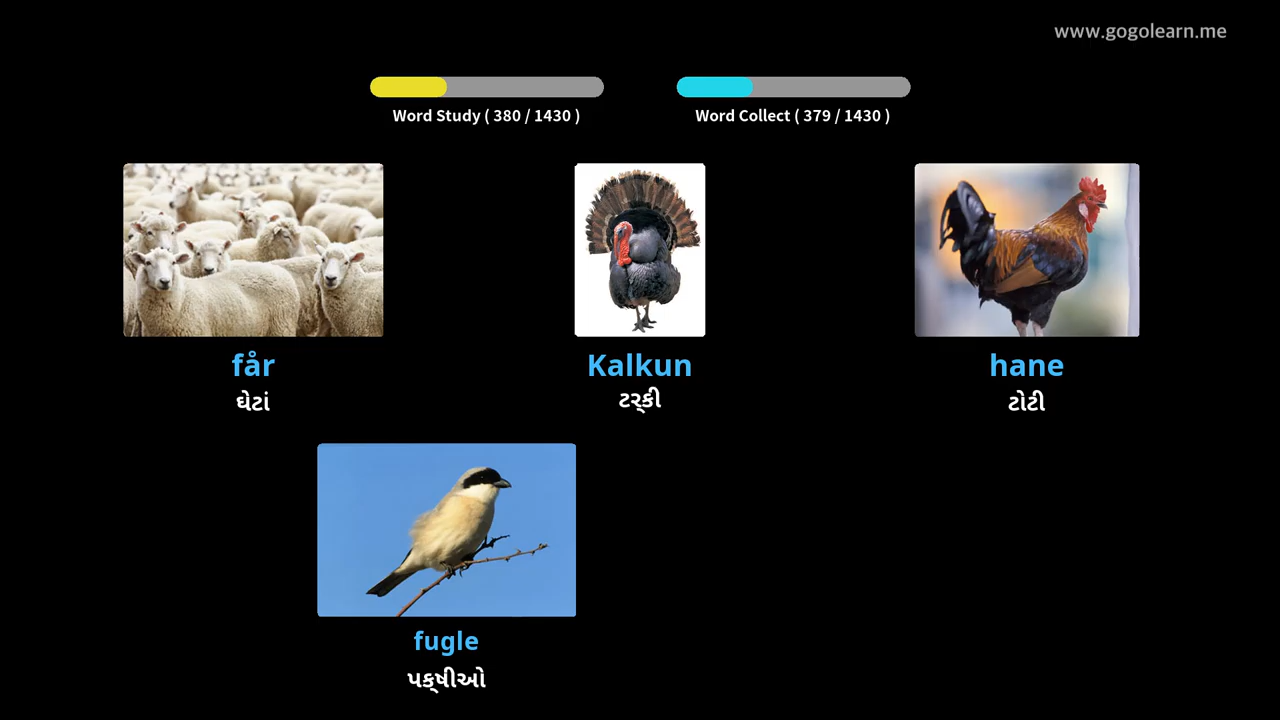 www.gogolearn.me
Word Study ( 380 / 1430 )
Word Collect ( 379 / 1430 )
får
Kalkun
hane
ઘેટાં
ટર્કી
ટોટી
fugle
પક્ષીઓ